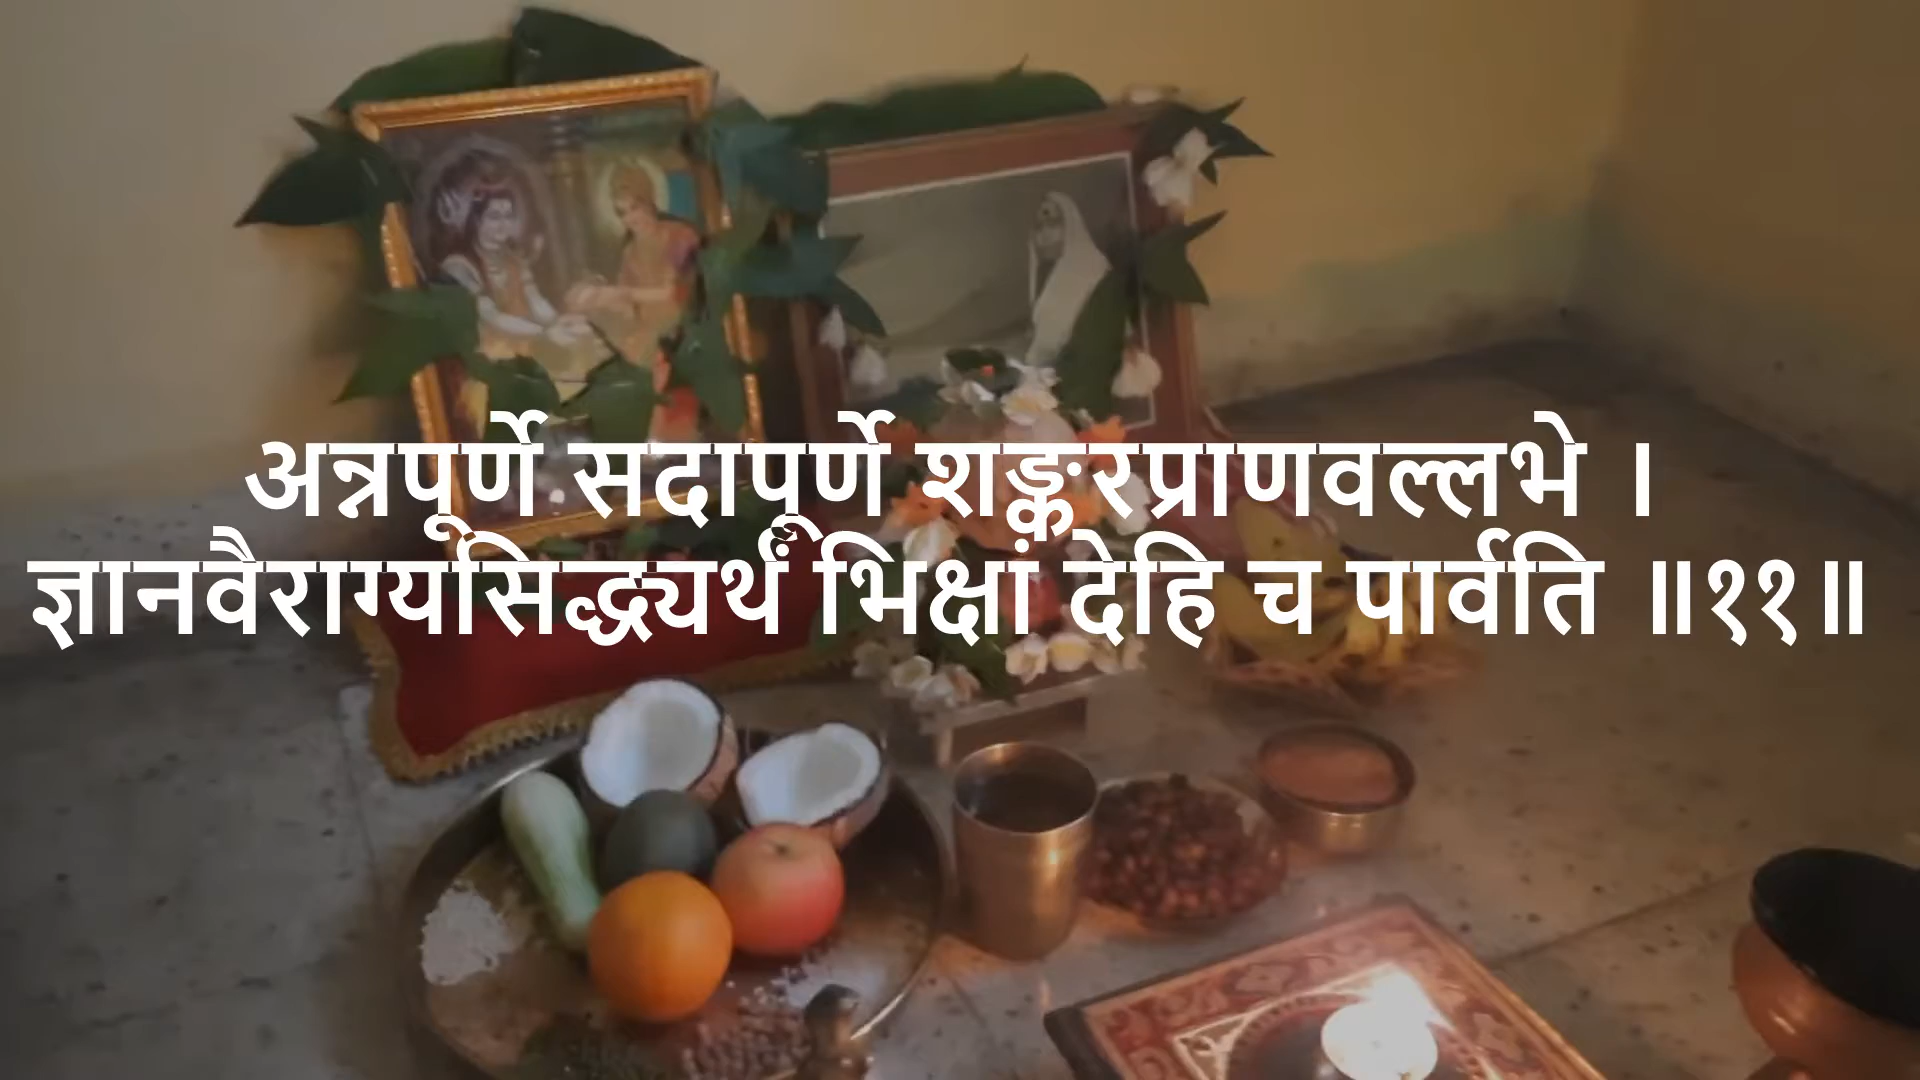 अन्नपूर्णे सदापूर्णे शङ्करप्राणवल्लभे ।
ज्ञानवैराग्यसिद्ध्यर्थं भिक्षां देहि च पार्वति ॥११॥